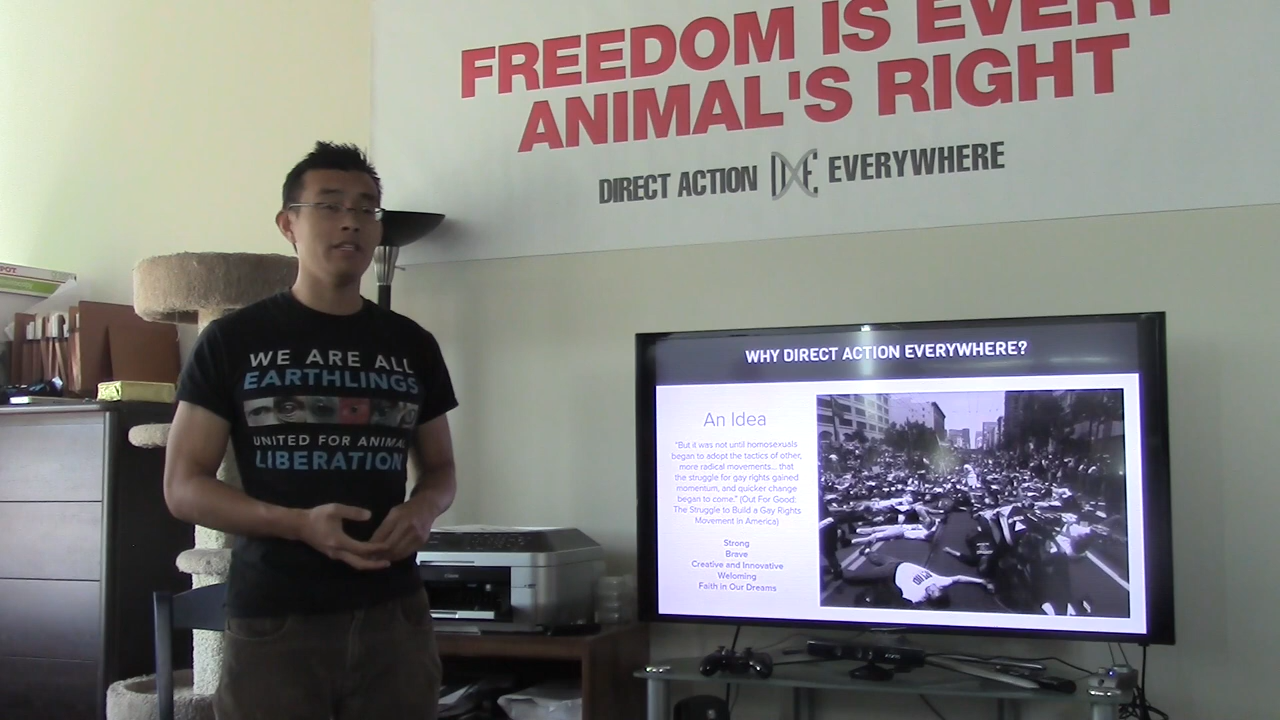 FREEDOM IS EVERY
ANIMAL'S RIGHT
DIRECT ACTION DXE EVERYWHERE
WE ARE ALL
EARTHLINGS
UNITED FOR ANIMAL
LIBERATION
WHY DIRECT ACTION EVERYWHERE?
An Idea
"But it was not until homosexuals
began to adopt the tactics of other,
more radical movements... that
the struggle for gay rights gained
momentum, and quicker change
began to come." (Out For Good:
The Struggle to Build a Gay Rights
Movement in America)
Strong
Brave
Creative and Innovative
Weloming
Faith in Our Dreams